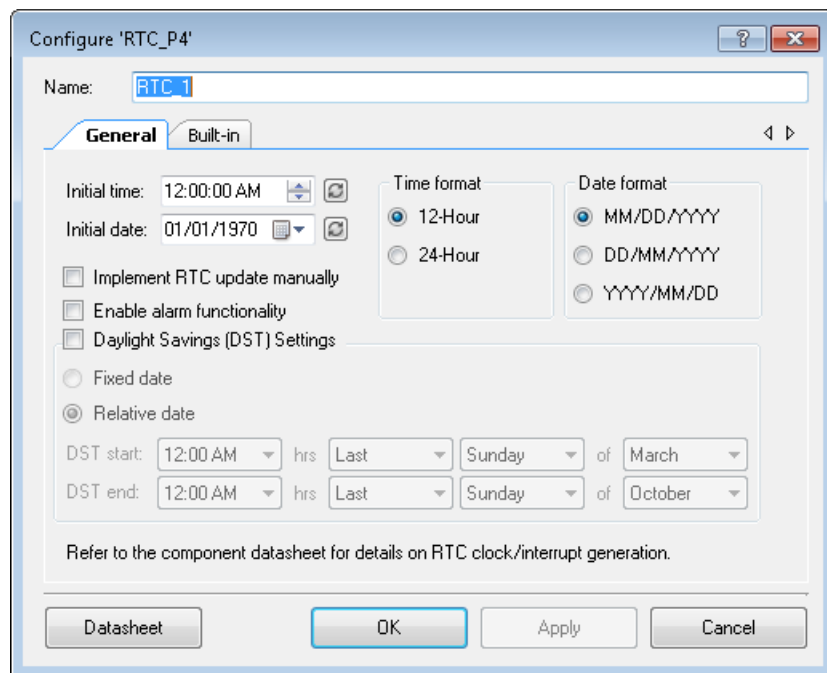 Configure 'RTC_P4'
Name: RTC_1
General Built-in
Initial time: 12:00:00 AM
Initial date: 01/01/1970
Time format
12-Hour
24-Hour
Date format
MM/DD/YYYY
DD/MM/YYYY
YYYY/MM/DD
Implement RTC update manually
Enable alarm functionality
Daylight Savings (DST) Settings
Fixed date
Relative date
DST start: 12:00 AM hrs Last Sunday of March
DST end: 12:00 AM hrs Last Sunday of October
Refer to the component datasheet for details on RTC clock/interrupt generation.
Datasheet OK Apply Cancel